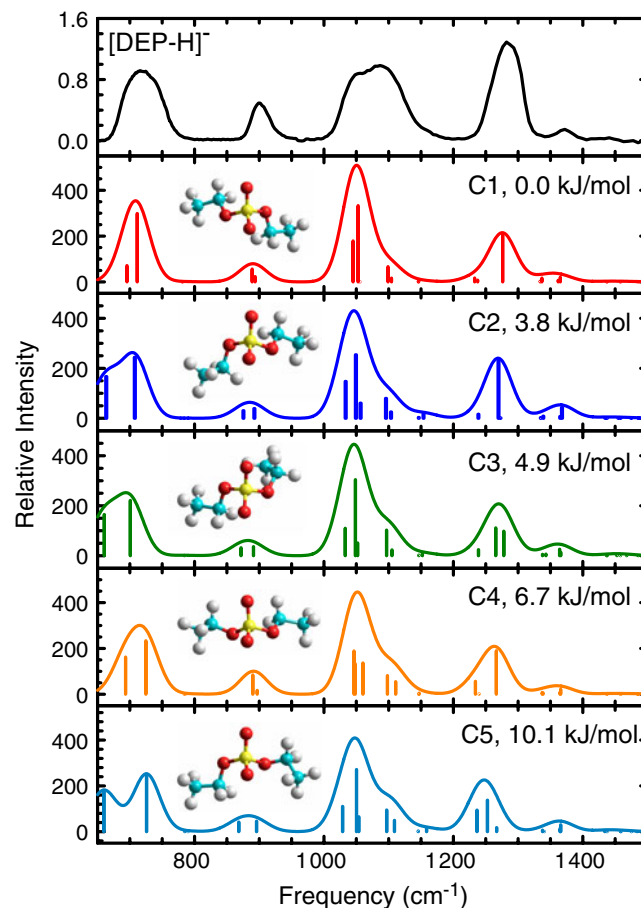 [DEP-H]⁻
1.6
0.8
0.0
C1, 0.0 kJ/mol
400
200
0
C2, 3.8 kJ/mol
400
200
0
C3, 4.9 kJ/mol
400
200
0
C4, 6.7 kJ/mol
400
200
0
C5, 10.1 kJ/mol
400
200
0
Relative Intensity
800 1000 1200 1400
Frequency (cm⁻¹)